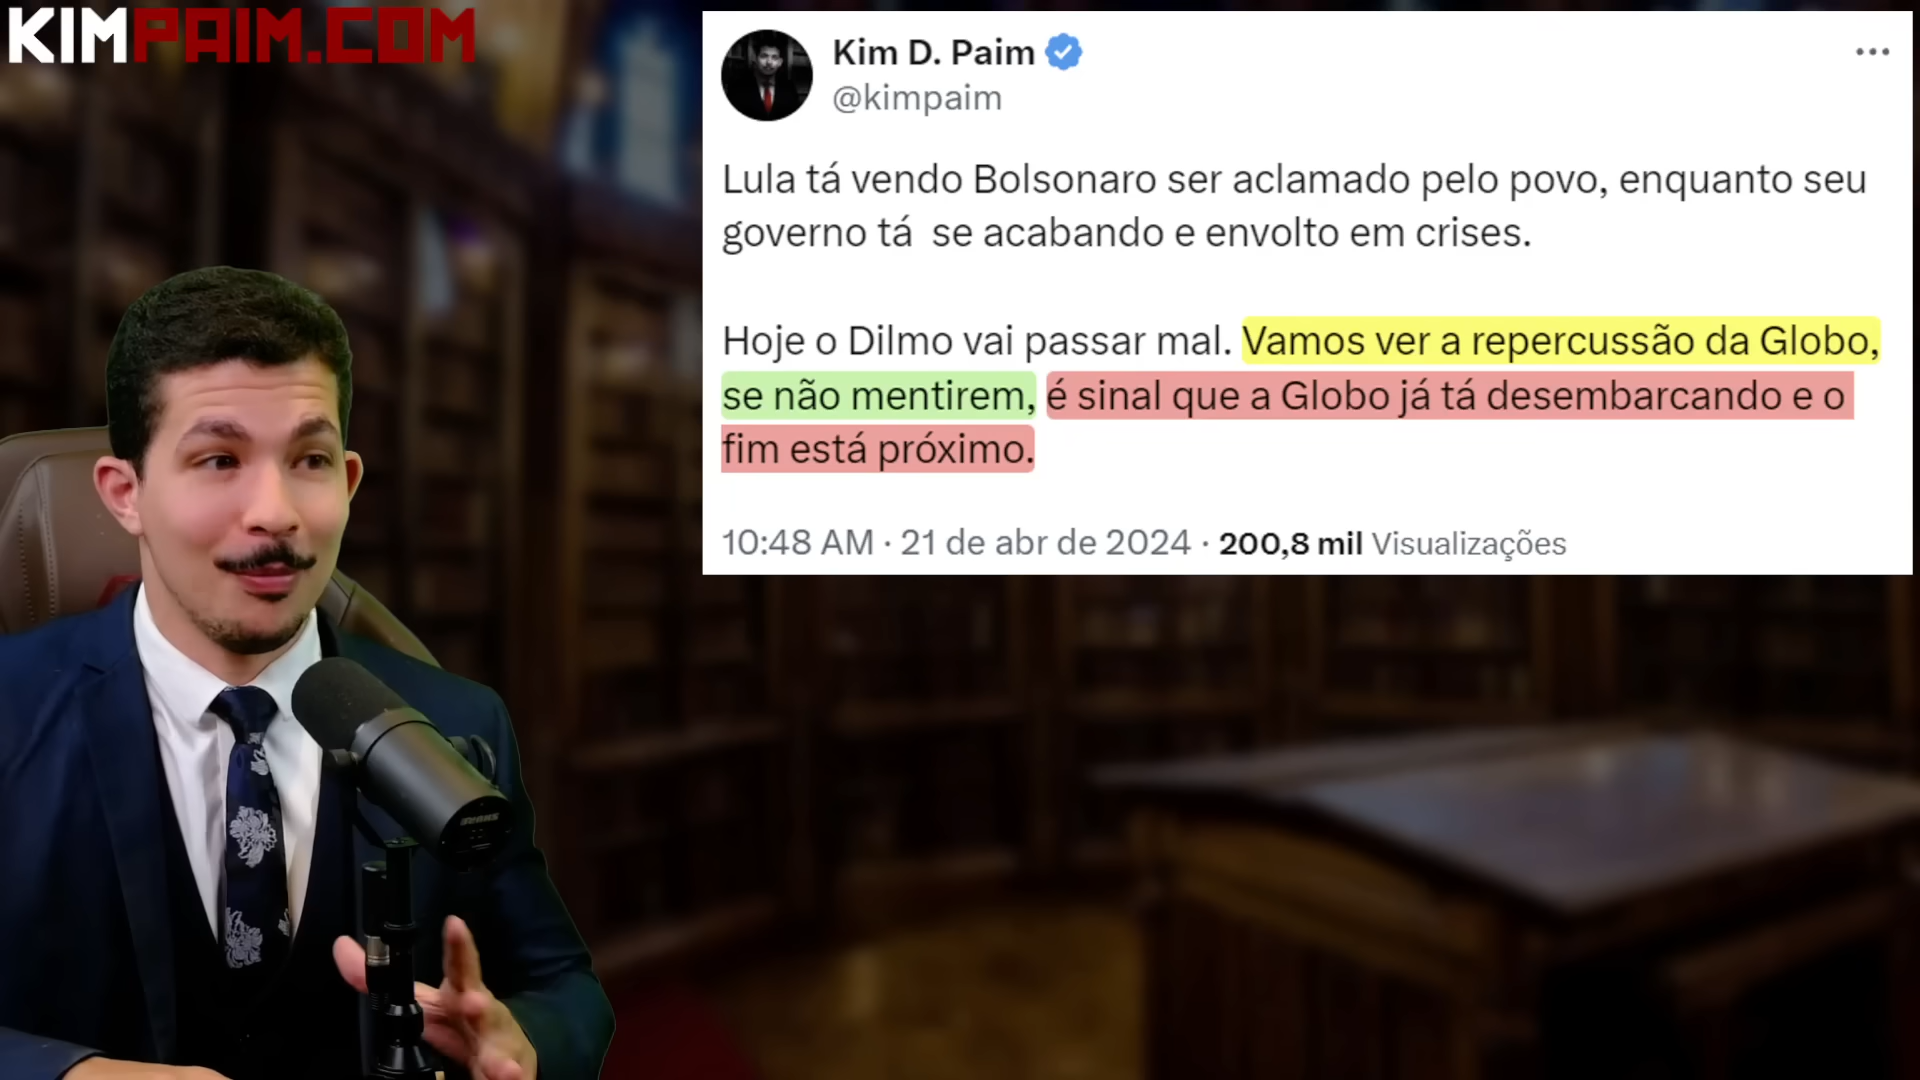 KIMPAIM.COM
Kim D. Paim
@kimpaim
Lula tá vendo Bolsonaro ser aclamado pelo povo, enquanto seu
governo tá  se acabando e envolto em crises.
Hoje o Dilmo vai passar mal. Vamos ver a repercussão da Globo,
se não mentirem, é sinal que a Globo já tá desembarcando e o
fim está próximo.
10:48 AM · 21 de abr de 2024 · 200,8 mil Visualizações